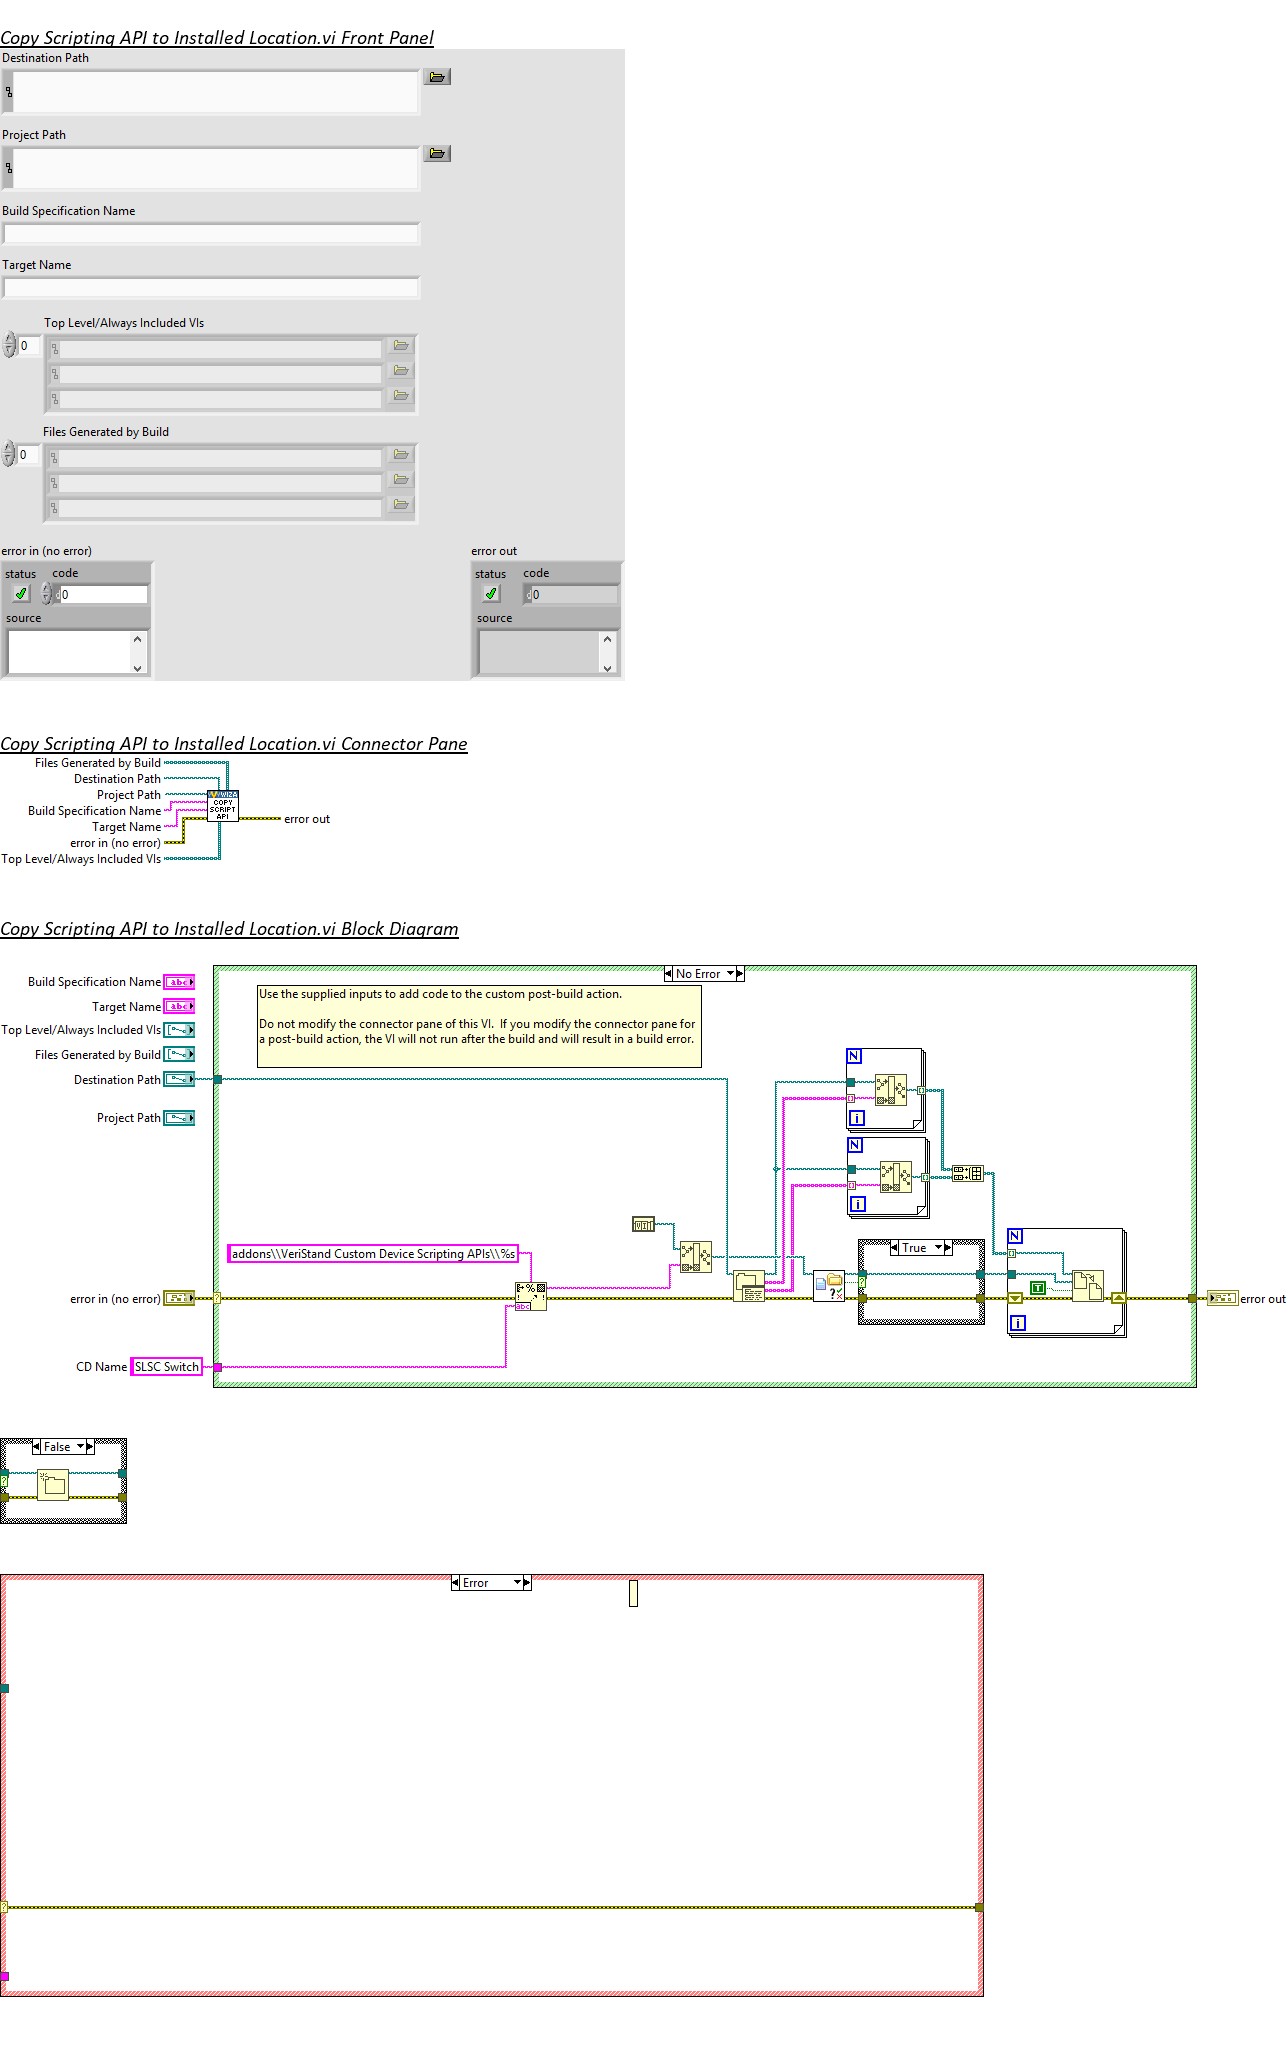 Copy Scripting API to Installed Location.vi Front Panel
Destination Path
Project Path
Build Specification Name
Target Name
Top Level/Always Included VIs
0
Files Generated by Build
0
error in (no error)
error out
status code
status code
0
d0
source
source
Copy Scripting API to Installed Location.vi Connector Pane
Files Generated by Build
Destination Path
Project Path
Build Specification Name
Target Name
error in (no error)
Top Level/Always Included VIs
COPY
SCRIPT
API
error out
Copy Scripting API to Installed Location.vi Block Diagram
No Error
Build Specification Name
abc
Target Name
abc
Top Level/Always Included VIs
Files Generated by Build
Destination Path
Project Path
Use the supplied inputs to add code to the custom post-build action.
Do not modify the connector pane of this VI. If you modify the connector pane for
a post-build action, the VI will not run after the build and will result in a build error.
N
i
N
i
N
addons\\VeriStand Custom Device Scripting APIs\\%s
True
error in (no error)
abc
T
error out
i
CD Name
SLSC Switch
False
Error